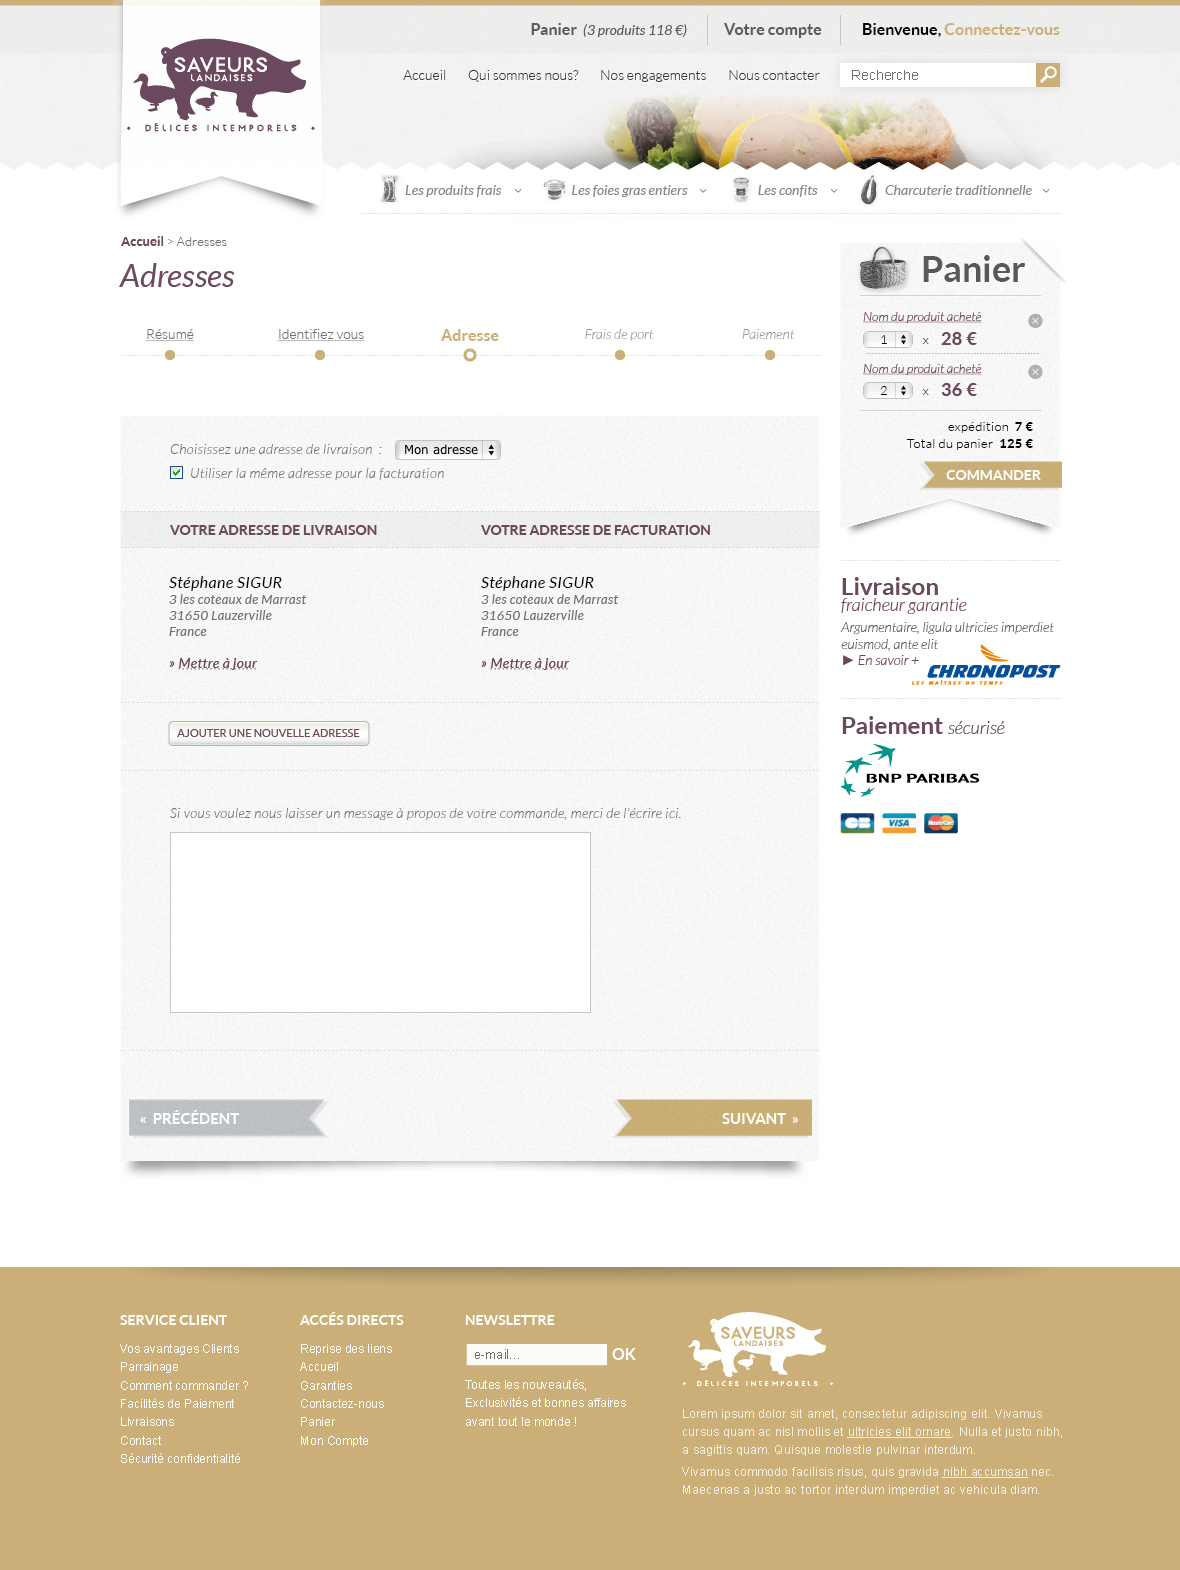 Panier (3 produits 118 €)
Votre compte
Bienvenue, Connectez-vous
SAVEURS
LANDAISES
• DÉLICES INTEMPORELS •
Accueil
Qui sommes nous?
Nos engagements
Nous contacter
Recherche
Les produits frais
Les foies gras entiers
Les confits
Charcuterie traditionnelle
Accueil > Adresses
Adresses
Résumé
Identifiez vous
Adresse
Frais de port
Paiement
Choisissez une adresse de livraison :
Mon adresse
Utiliser la même adresse pour la facturation
VOTRE ADRESSE DE LIVRAISON
VOTRE ADRESSE DE FACTURATION
Stéphane SIGUR
3 les coteaux de Marrast
31650 Lauzerville
France
» Mettre à jour
Stéphane SIGUR
3 les coteaux de Marrast
31650 Lauzerville
France
» Mettre à jour
AJOUTER UNE NOUVELLE ADRESSE
Si vous voulez nous laisser un message à propos de votre commande, merci de l'écrire ici.
« PRÉCÉDENT
SUIVANT »
Panier
Nom du produit acheté
1 x 28 €
Nom du produit acheté
2 x 36 €
expédition 7 €
Total du panier 125 €
COMMANDER
Livraison
fraicheur garantie
Argumentaire, ligula ultricies imperdiet
euismod, ante elit
► En savoir +
CHRONOPOST
LES MAÎTRES DU TEMPS
Paiement sécurisé
BNP PARIBAS
CB
VISA
MasterCard
SERVICE CLIENT
Vos avantages Clients
Parrainage
Comment commander ?
Facilités de Paiement
Livraisons
Contact
Sécurité confidentialité
ACCÉS DIRECTS
Reprise des liens
Accueil
Garanties
Contactez-nous
Panier
Mon Compte
NEWSLETTRE
e-mail...
OK
Toutes les nouveautés,
Exclusivités et bonnes affaires
avant tout le monde !
SAVEURS
LANDAISES
• DÉLICES INTEMPORELS •
Lorem ipsum dolor sit amet, consectetur adipiscing elit. Vivamus
cursus quam ac nisl mollis et ultricies elit ornare. Nulla et justo nibh,
a sagittis quam. Quisque molestie pulvinar interdum.
Vivamus commodo facilisis risus, quis gravida nibh accumsan nec.
Maecenas a justo ac tortor interdum imperdiet ac vehicula diam.